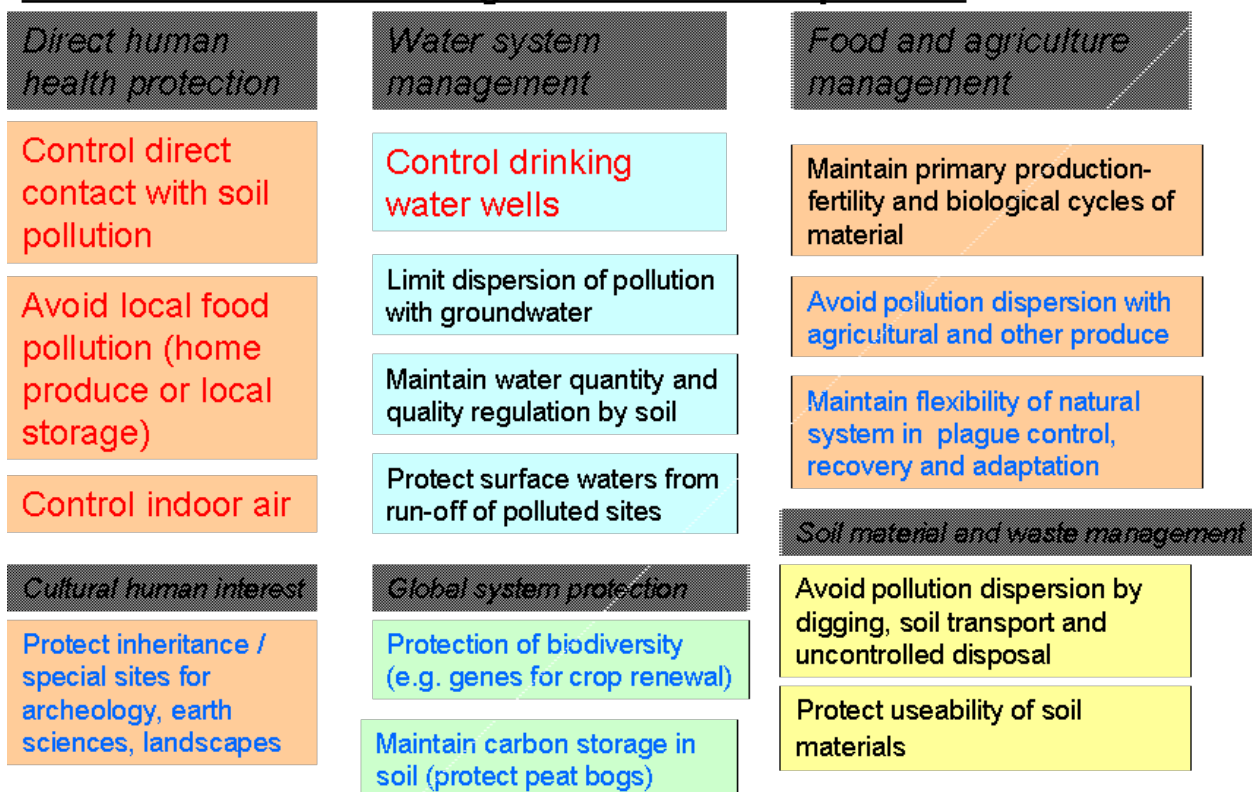 Direct human
health protection
Control direct
contact with soil
pollution
Avoid local food
pollution (home
produce or local
storage)
Control indoor air
Cultural human interest
Protect inheritance /
special sites for
archeology, earth
sciences, landscapes
Water system
management
Control drinking
water wells
Limit dispersion of pollution
with groundwater
Maintain water quantity and
quality regulation by soil
Protect surface waters from
run-off of polluted sites
Global system protection
Protection of biodiversity
(e.g. genes for crop renewal)
Maintain carbon storage in
soil (protect peat bogs)
Food and agriculture
management
Maintain primary production-
fertility and biological cycles of
material
Avoid pollution dispersion with
agricultural and other produce
Maintain flexibility of natural
system in plague control,
recovery and adaptation
Soil material and waste management
Avoid pollution dispersion by
digging, soil transport and
uncontrolled disposal
Protect useability of soil
materials